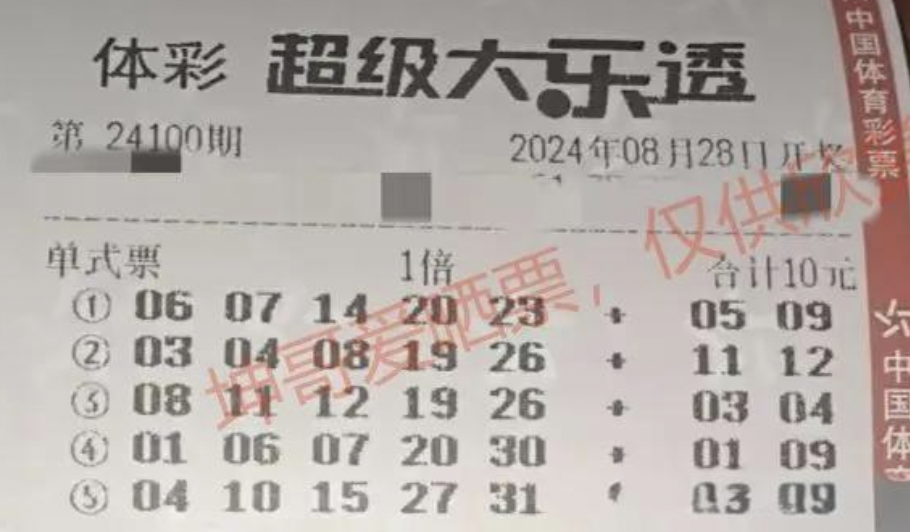 体彩 超级大乐透
第 24100期 2024年08月28日开奖
单式票 1倍 合计10元
① 06 07 14 20 23 + 05 09
② 03 04 08 19 26 + 11 12
③ 08 11 12 19 26 + 03 04
④ 01 06 07 20 30 + 01 09
⑤ 04 10 15 27 31 03 09
坤哥爱晒票，仅供欣
中国体育彩票
中国体